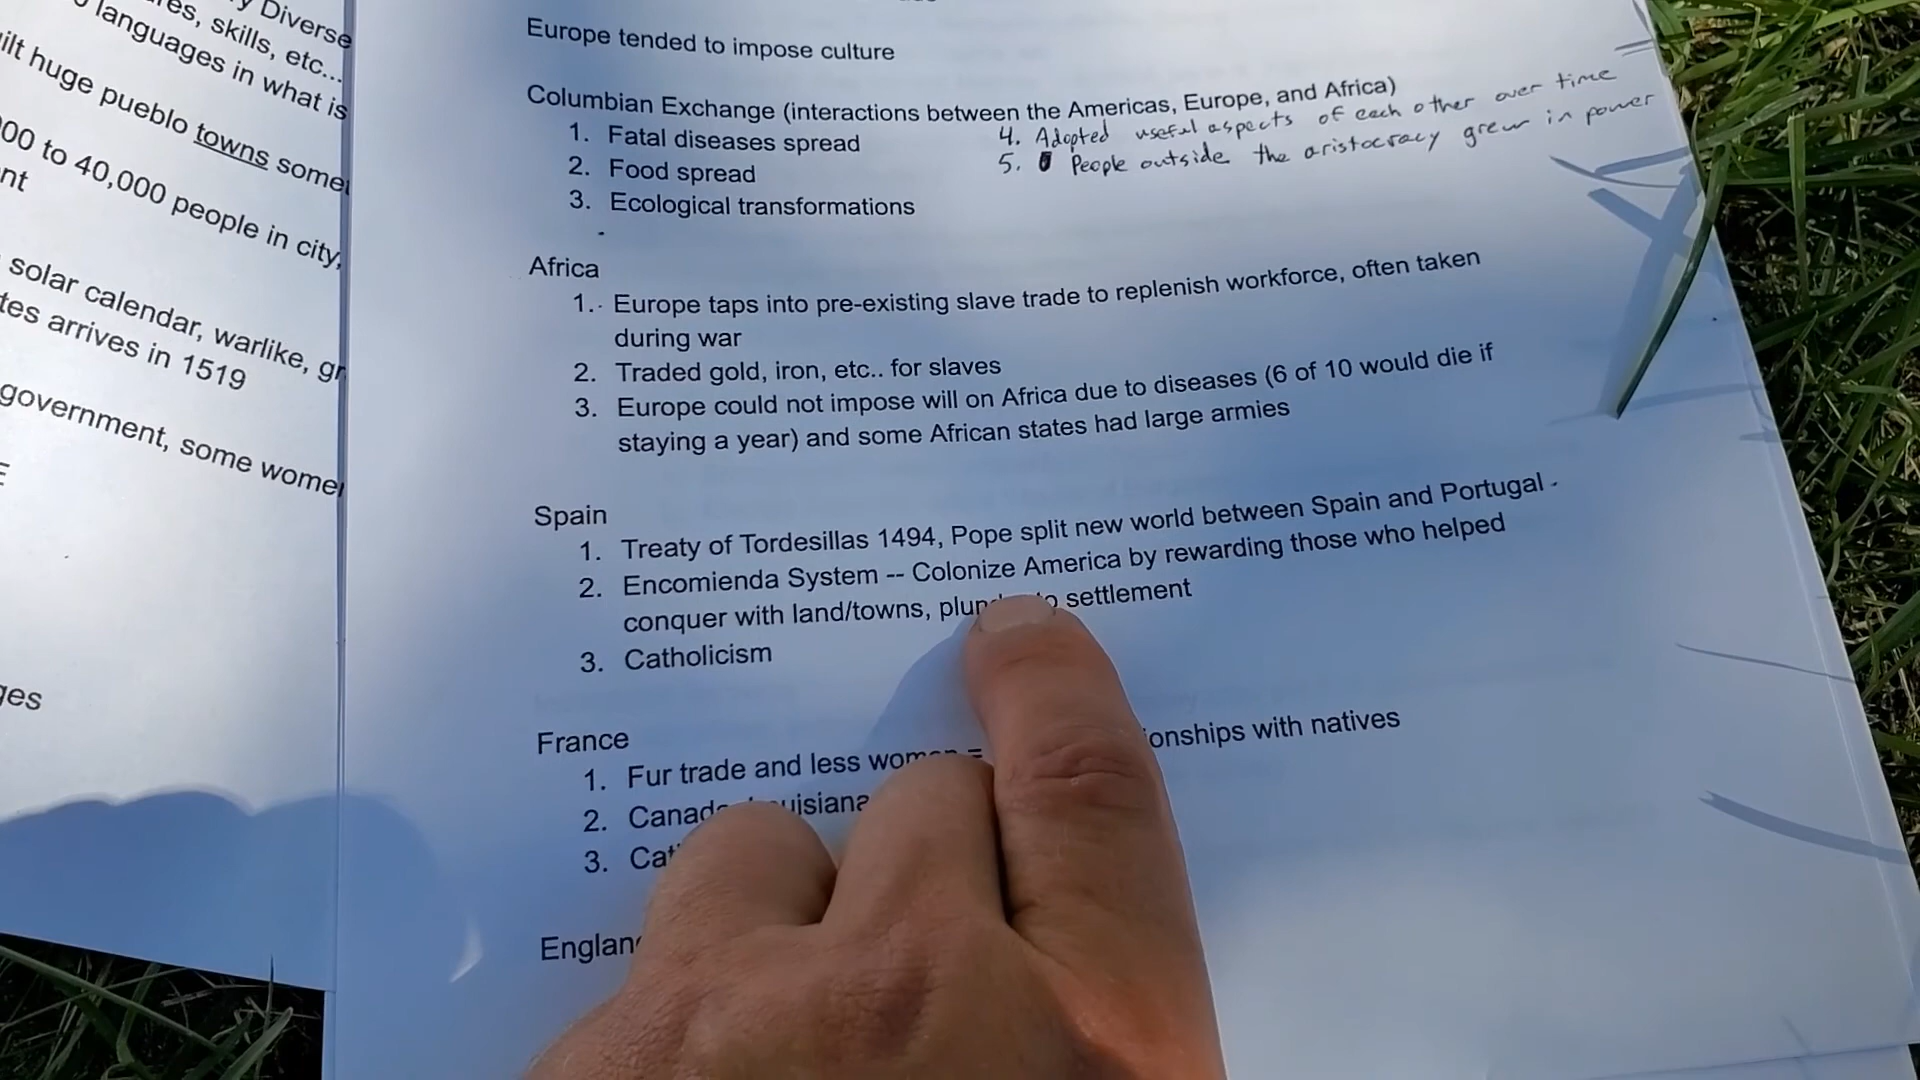 y Diverse
es, skills, etc...
languages in what is
ilt huge pueblo towns some
00 to 40,000 people in city,
nt
solar calendar, warlike, gr
tes arrives in 1519
government, some wome
ges
Europe tended to impose culture
Columbian Exchange (interactions between the Americas, Europe, and Africa)
1. Fatal diseases spread
2. Food spread
3. Ecological transformations
4. Adopted useful aspects of each other over time
5. People outside the aristocracy grew in power
Africa
1. Europe taps into pre-existing slave trade to replenish workforce, often taken
during war
2. Traded gold, iron, etc.. for slaves
3. Europe could not impose will on Africa due to diseases (6 of 10 would die if
staying a year) and some African states had large armies
Spain
1. Treaty of Tordesillas 1494, Pope split new world between Spain and Portugal
2. Encomienda System -- Colonize America by rewarding those who helped
conquer with land/towns, settlement
3. Catholicism
France
1. Fur trade and less = onships with natives
2. Canad uisiana
3. Cat
Englan